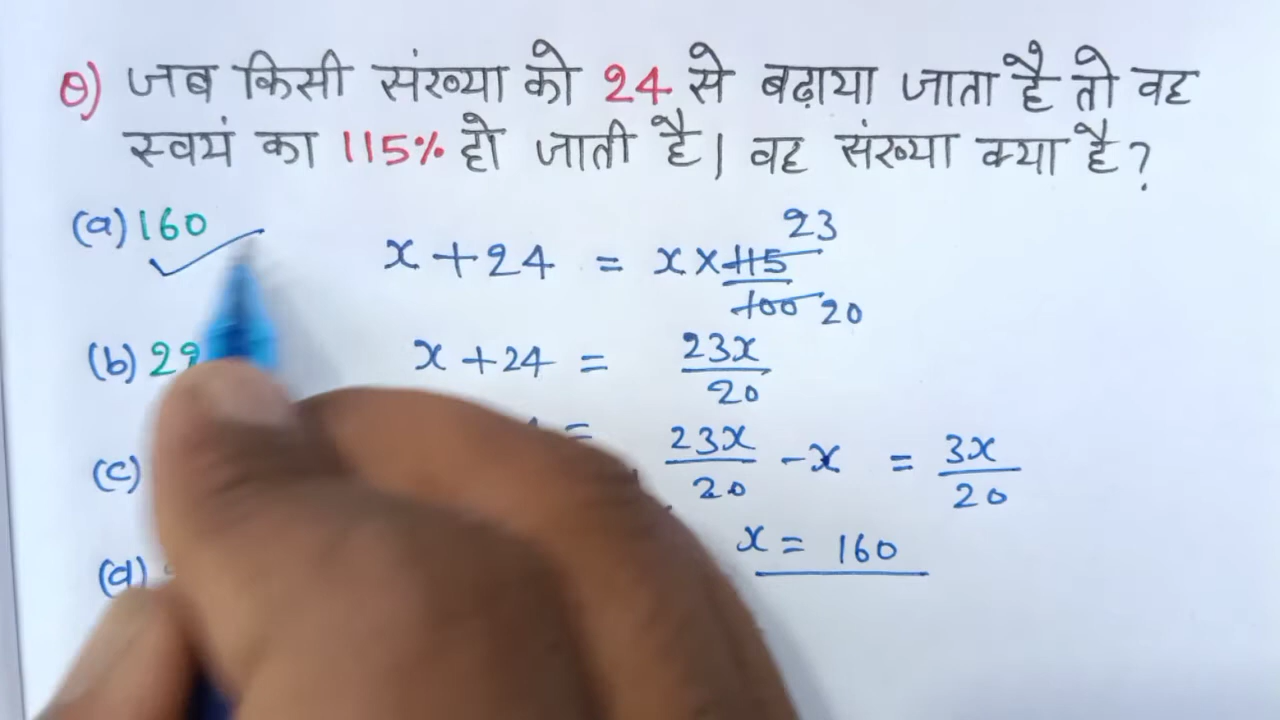 Q) जब किसी संख्या को 24 से बढ़ाया जाता है तो वह
स्वयं का 115% हो जाती है। वह संख्या क्या है?
(a) 160
23
x + 24 = x × 115
100 20
(b)
x + 24 = 23x
20
(c)
23x - x = 3x
20 20
x = 160
(d)